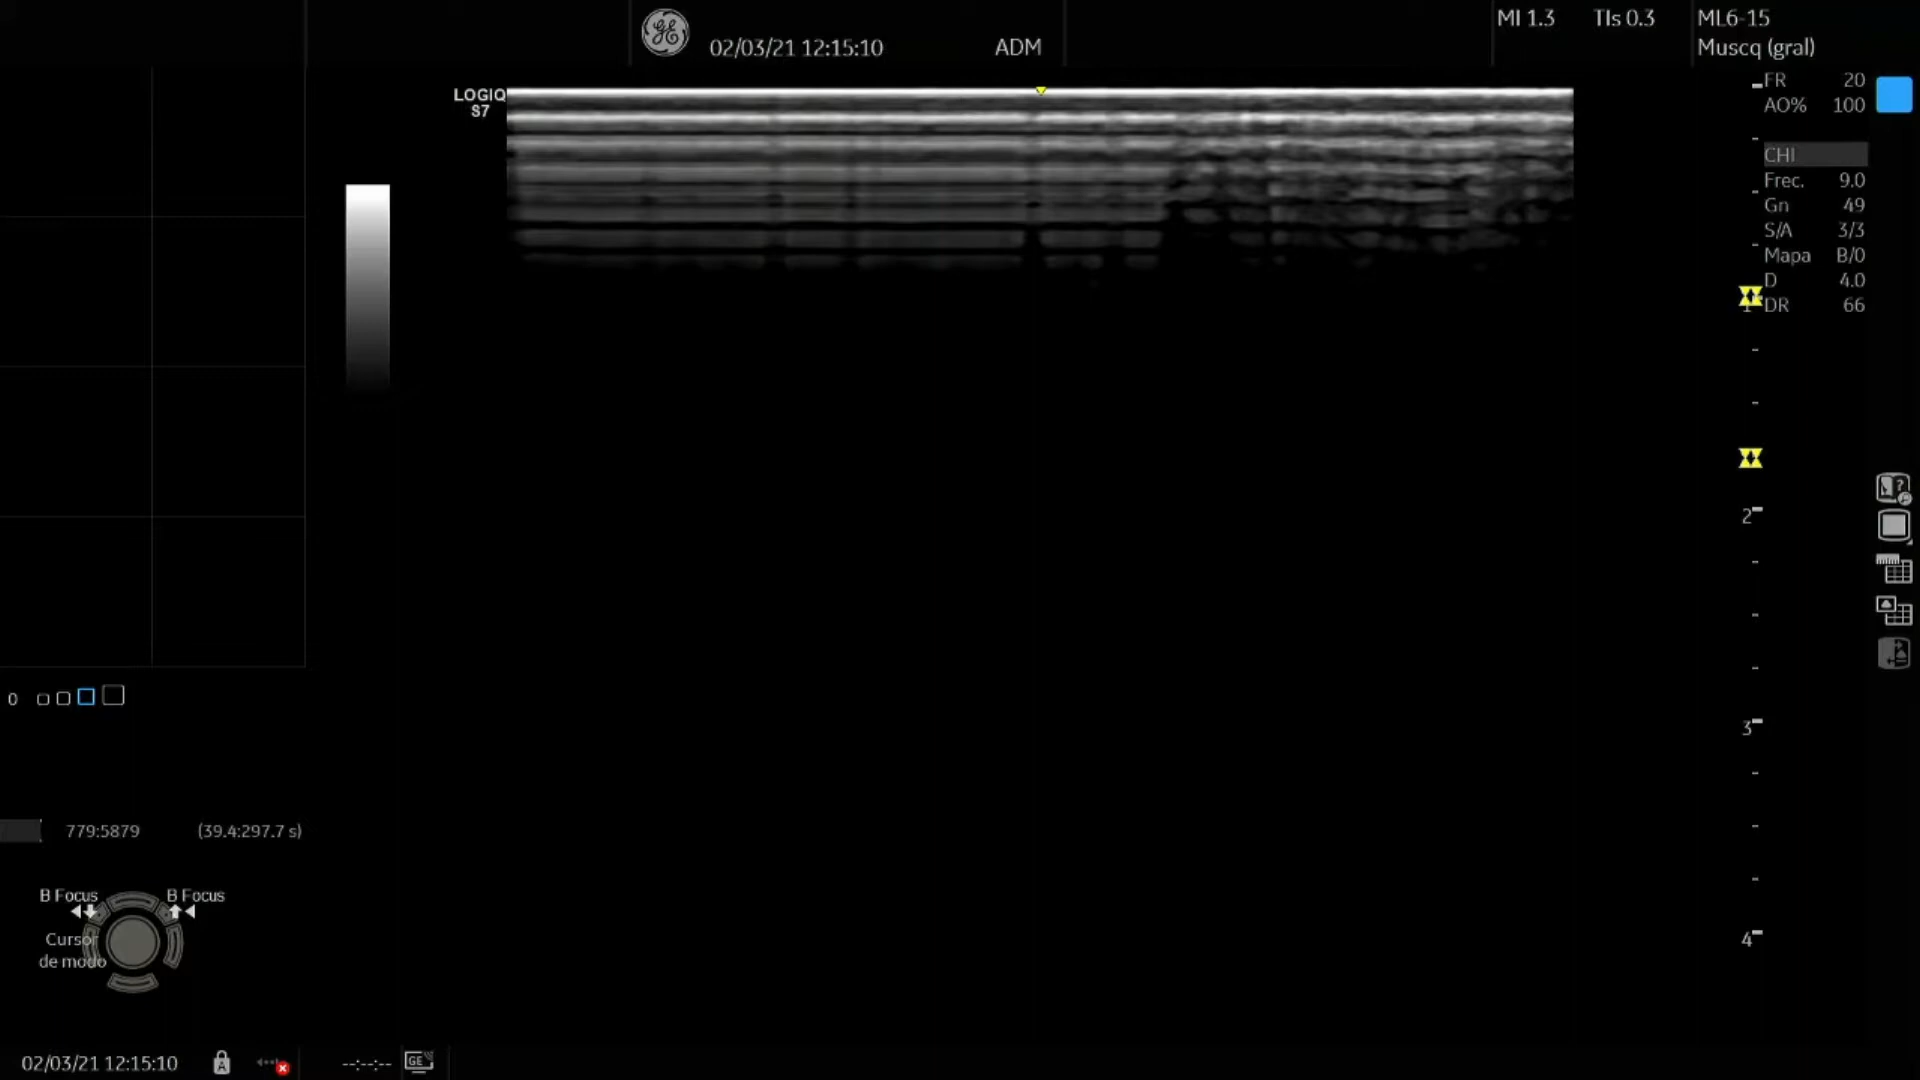 GE
02/03/21 12:15:10
ADM
MI 1.3
TIs 0.3
ML6-15
Muscq (gral)
LOGIQ
S7
FR 20
AO% 100
CHI
Frec. 9.0
Gn 49
S/A 3/3
Mapa B/0
D 4.0
DR 66
1
2
3
4
0
779:5879 (39.4:297.7 s)
B Focus
B Focus
Cursor
de modo
02/03/21 12:15:10
A
--:--:--
GE
?